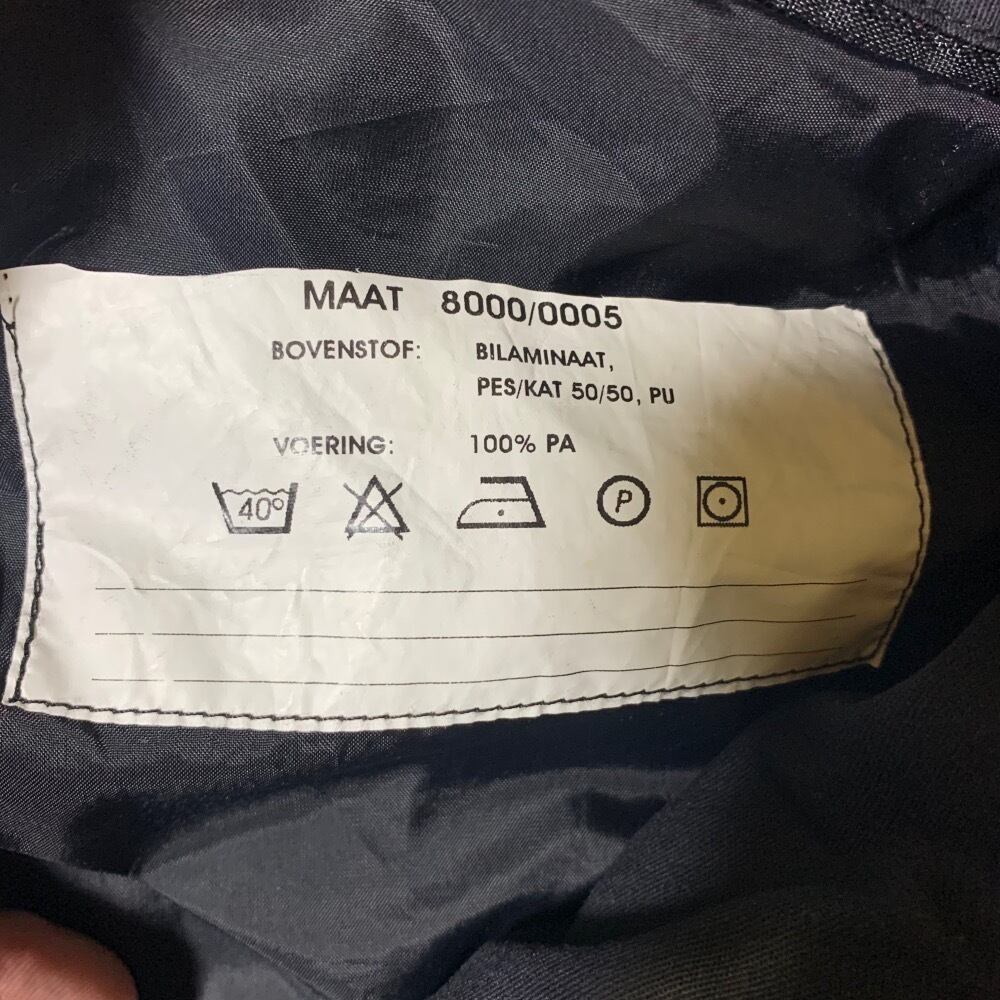 MAAT 8000/0005
BOVENSTOF: BILAMINAAT,
PES/KAT 50/50, PU
VOERING: 100% PA
40° P